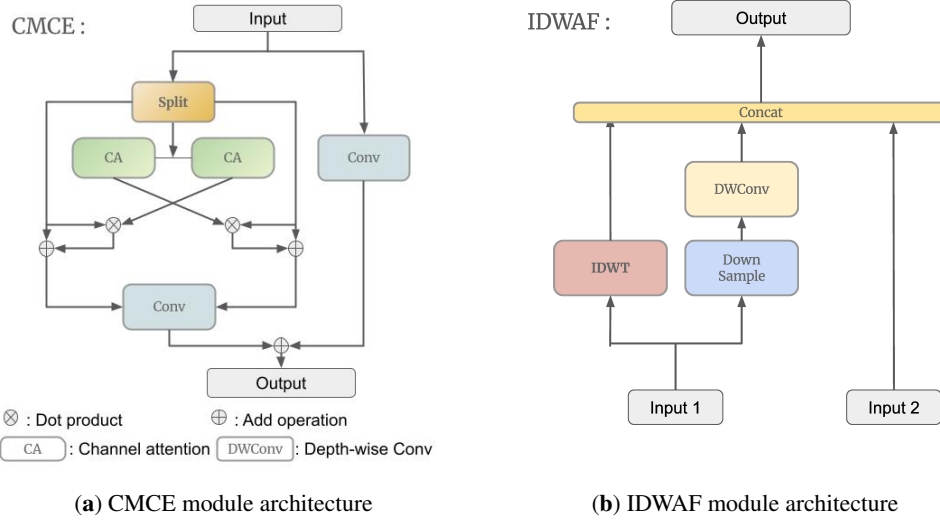 CMCE :
Input
Split
CA
CA
Conv
Conv
Output
⊗ : Dot product
⊕ : Add operation
CA : Channel attention
DWConv : Depth-wise Conv
(a) CMCE module architecture
IDWAF :
Output
Concat
DWConv
IDWT
Down
Sample
Input 1
Input 2
(b) IDWAF module architecture